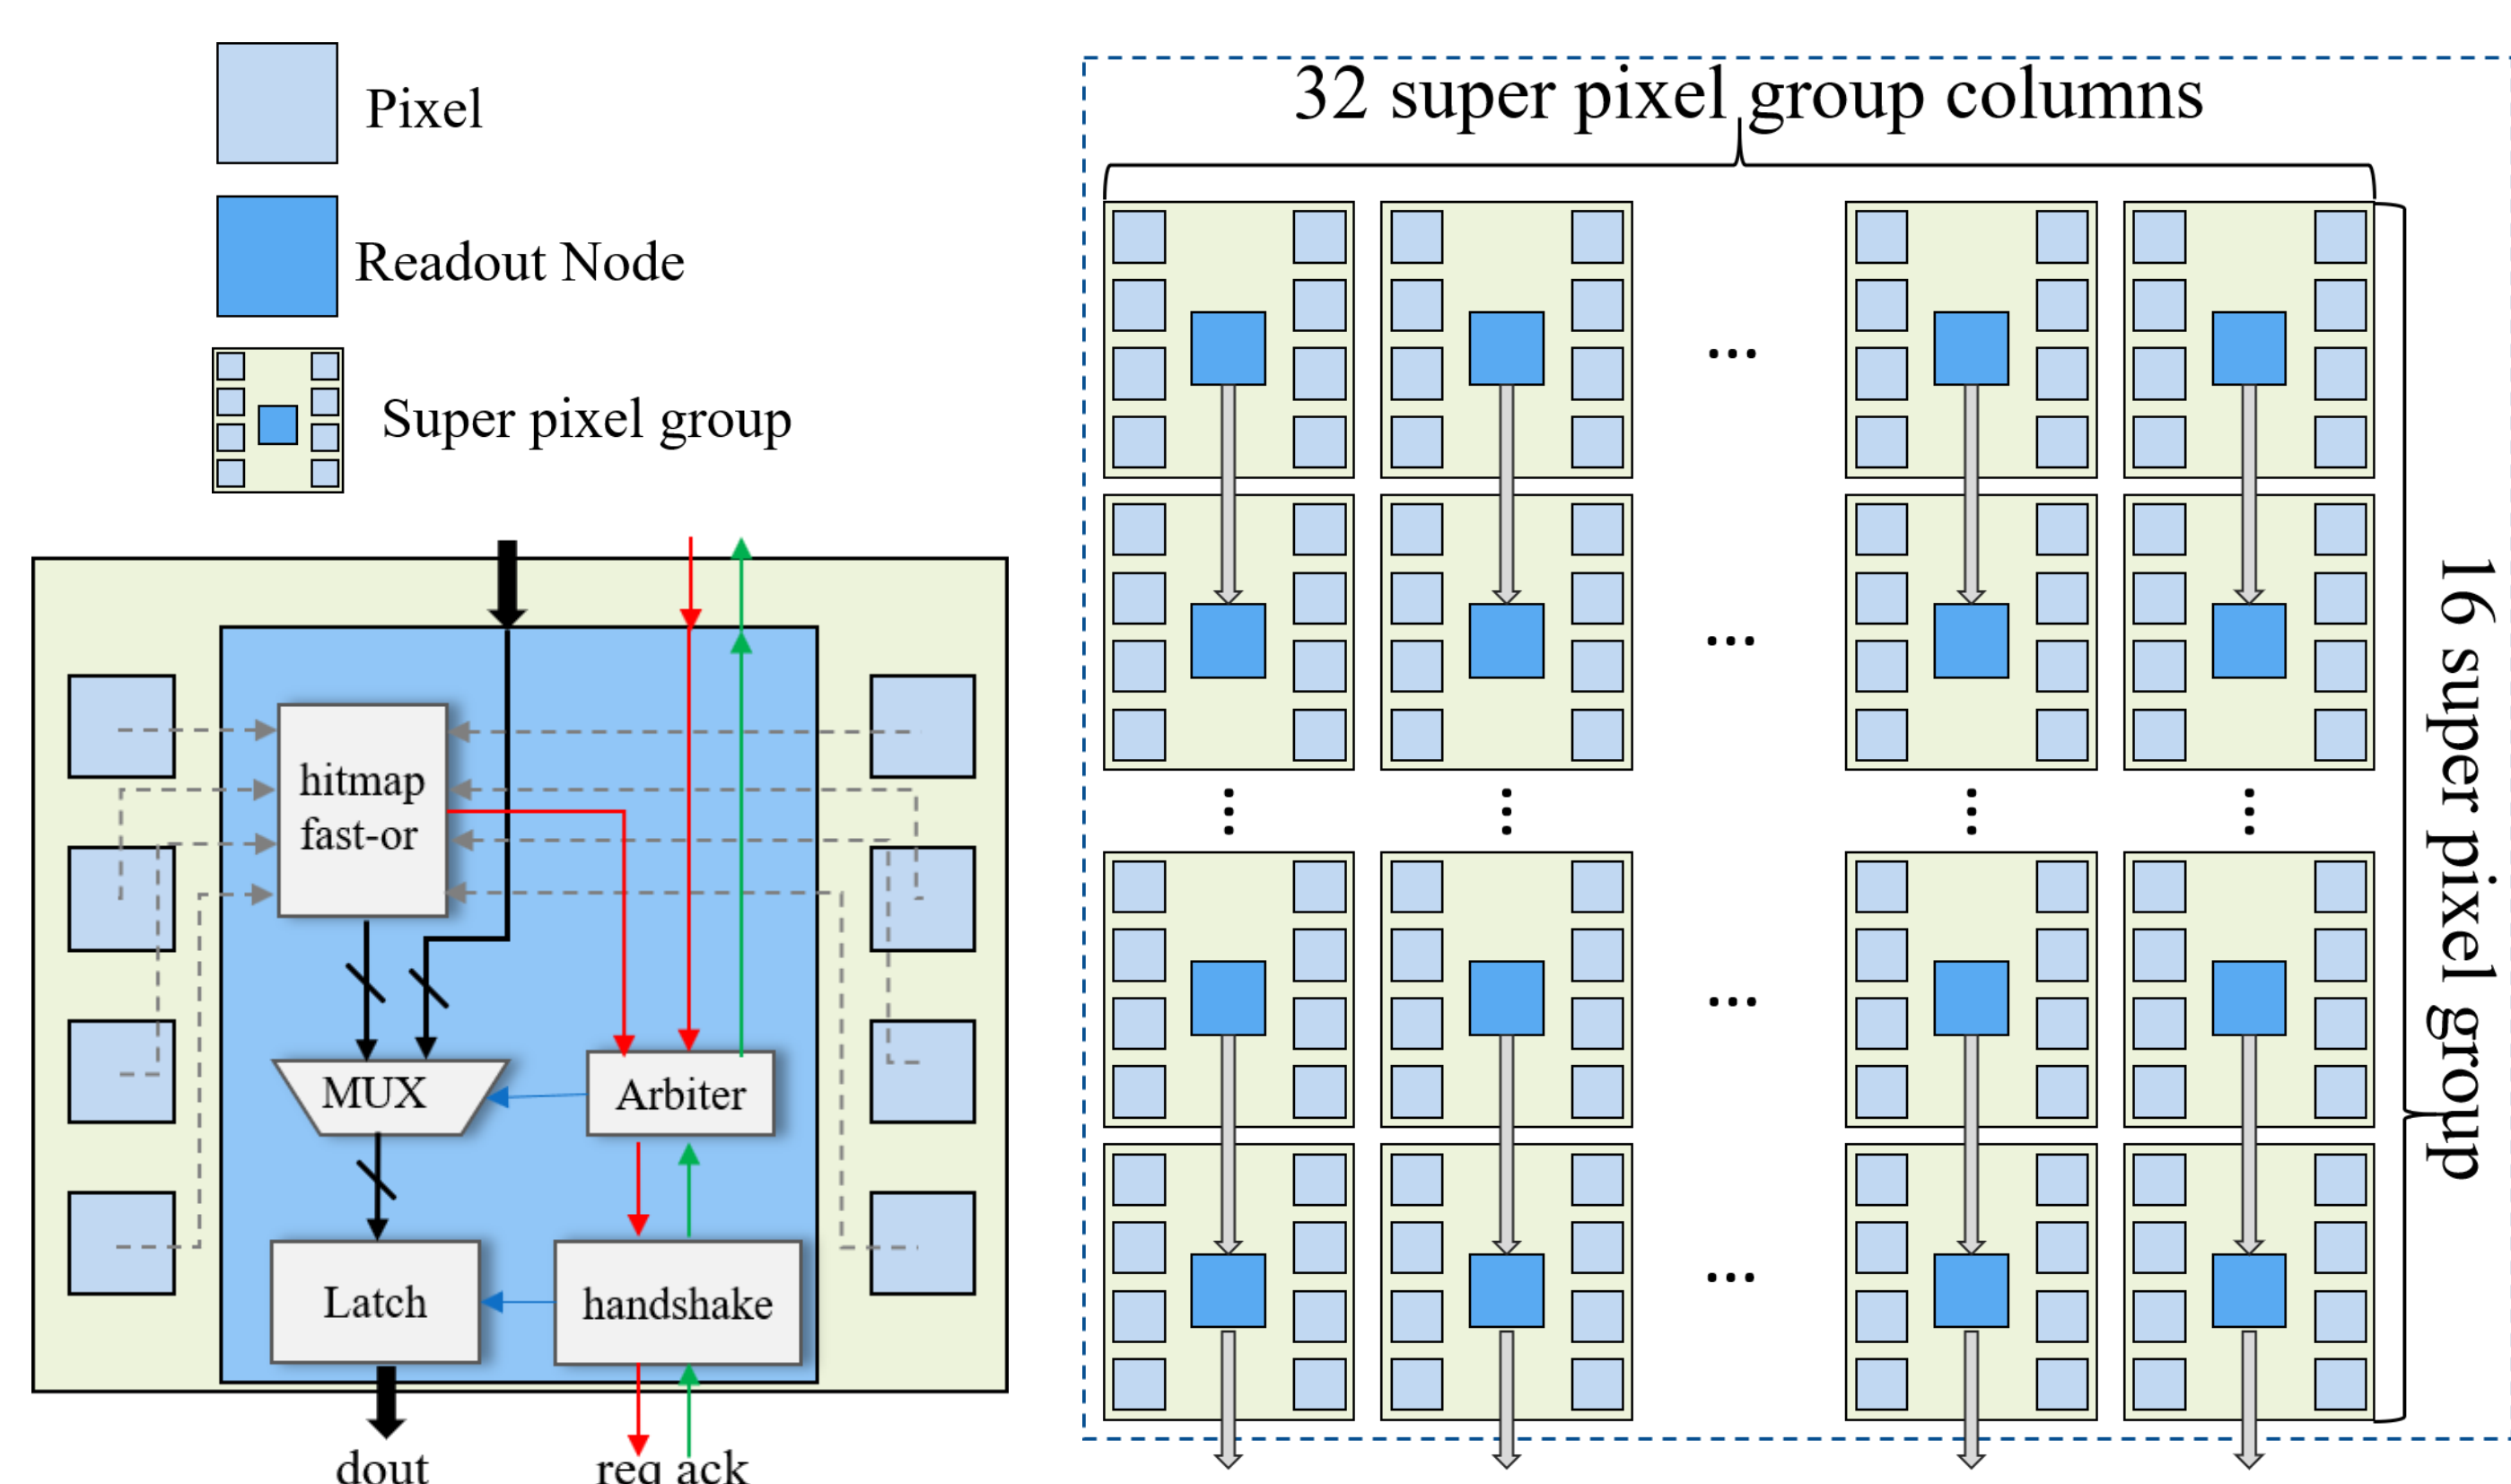 Pixel
Readout Node
Super pixel group
32 super pixel group columns
16 super pixel group
hitmap
fast-or
MUX
Arbiter
Latch
handshake
dout
req ack